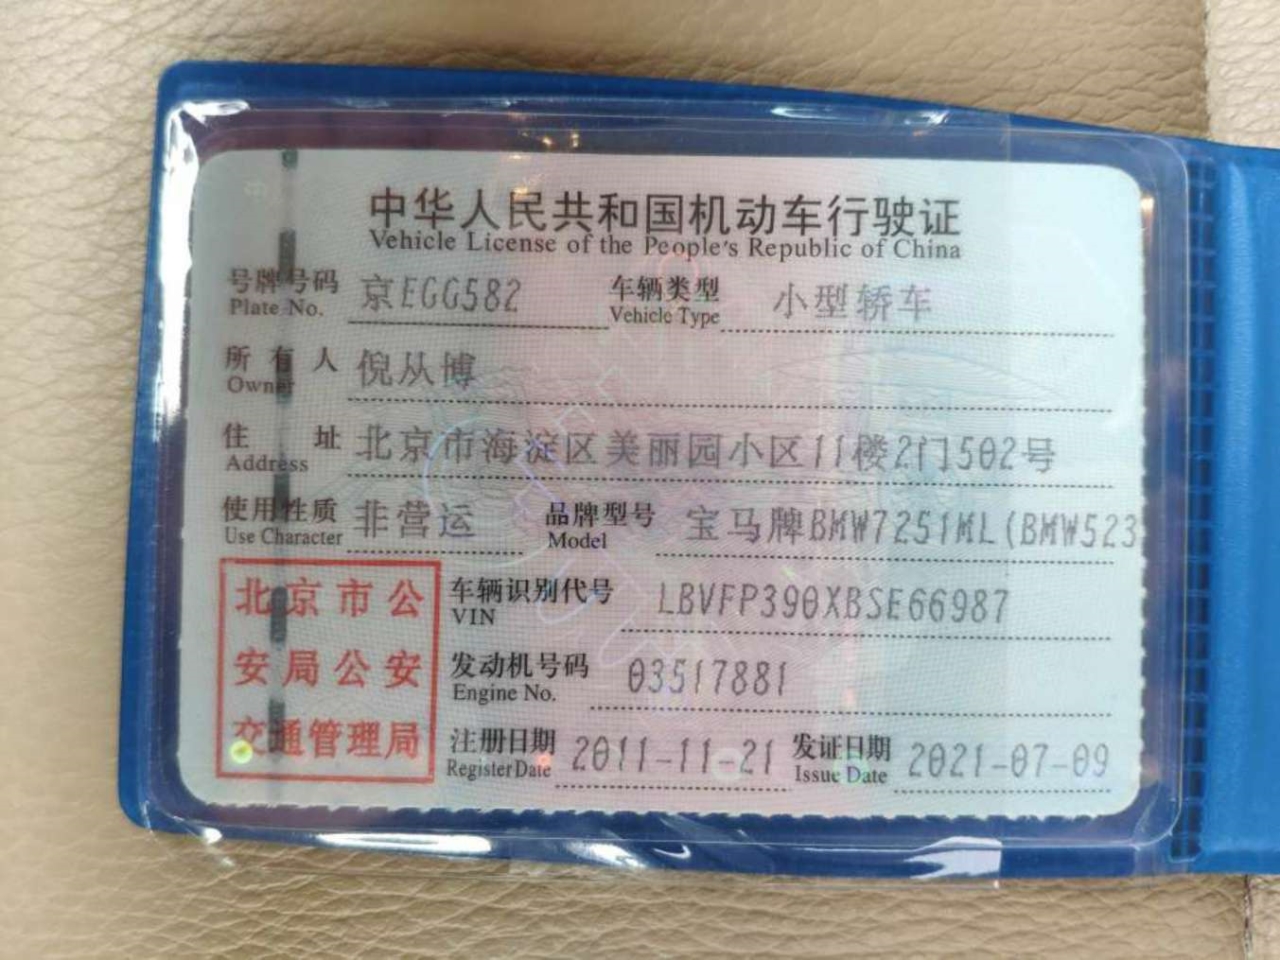 中华人民共和国机动车行驶证
Vehicle License of the People's Republic of China
号牌号码 京EGG582 车辆类型 小型轿车
Plate No. Vehicle Type
所有人 倪从博
Owner
住址 北京市海淀区美丽园小区11楼2门502号
Address
使用性质 非营运 品牌型号 宝马牌BMW7251ML(BMW523
Use Character Model
北京市公
安局公安
交通管理局
车辆识别代号 LBVFP390XBSE66987
VIN
发动机号码 03517881
Engine No.
注册日期 2011-11-21 发证日期 2021-07-09
Register Date Issue Date